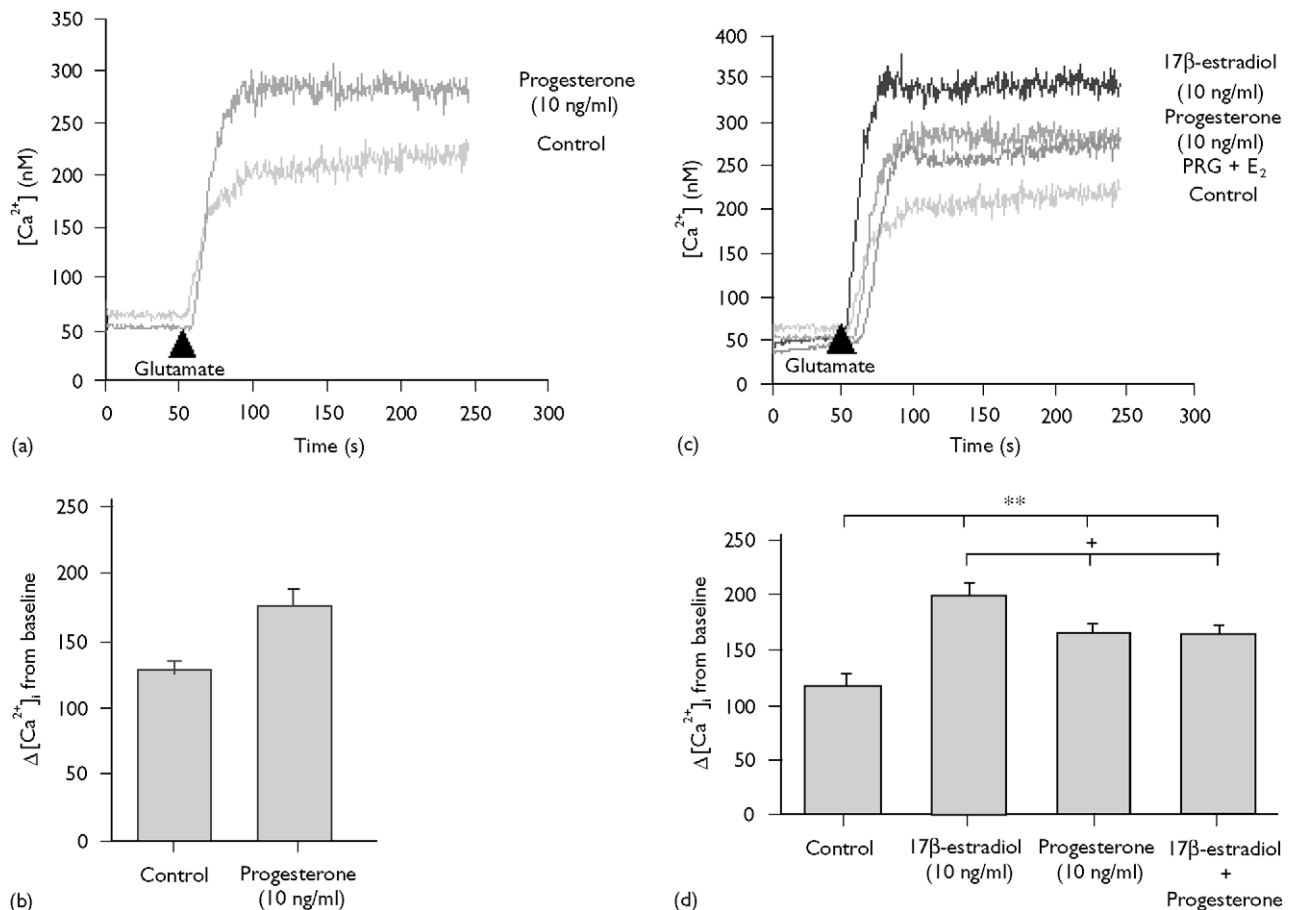 350
300
250
200
150
100
50
0
[Ca2+] (nM)
Progesterone
(10 ng/ml)
Control
Glutamate
0 50 100 150 200 250 300
Time (s)
(a)
400
350
300
250
200
150
100
50
0
[Ca2+] (nM)
17β-estradiol
(10 ng/ml)
Progesterone
(10 ng/ml)
PRG + E2
Control
Glutamate
0 50 100 150 200 250 300
Time (s)
(c)
250
200
150
100
50
0
Δ[Ca2+]i from baseline
Control
Progesterone
(10 ng/ml)
(b)
**
+
250
200
150
100
50
0
Δ[Ca2+]i from baseline
Control
17β-estradiol
(10 ng/ml)
Progesterone
(10 ng/ml)
17β-estradiol
+
Progesterone
(d)